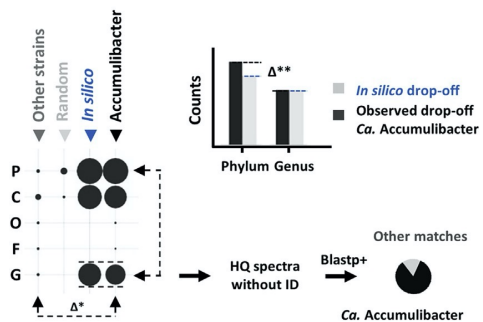 Other strains
Random
In silico
Accumulibacter
P
C
O
F
G
Δ*
Counts
Δ**
Phylum Genus
In silico drop-off
Observed drop-off
Ca. Accumulibacter
HQ spectra
without ID
Blastp+
Other matches
Ca. Accumulibacter